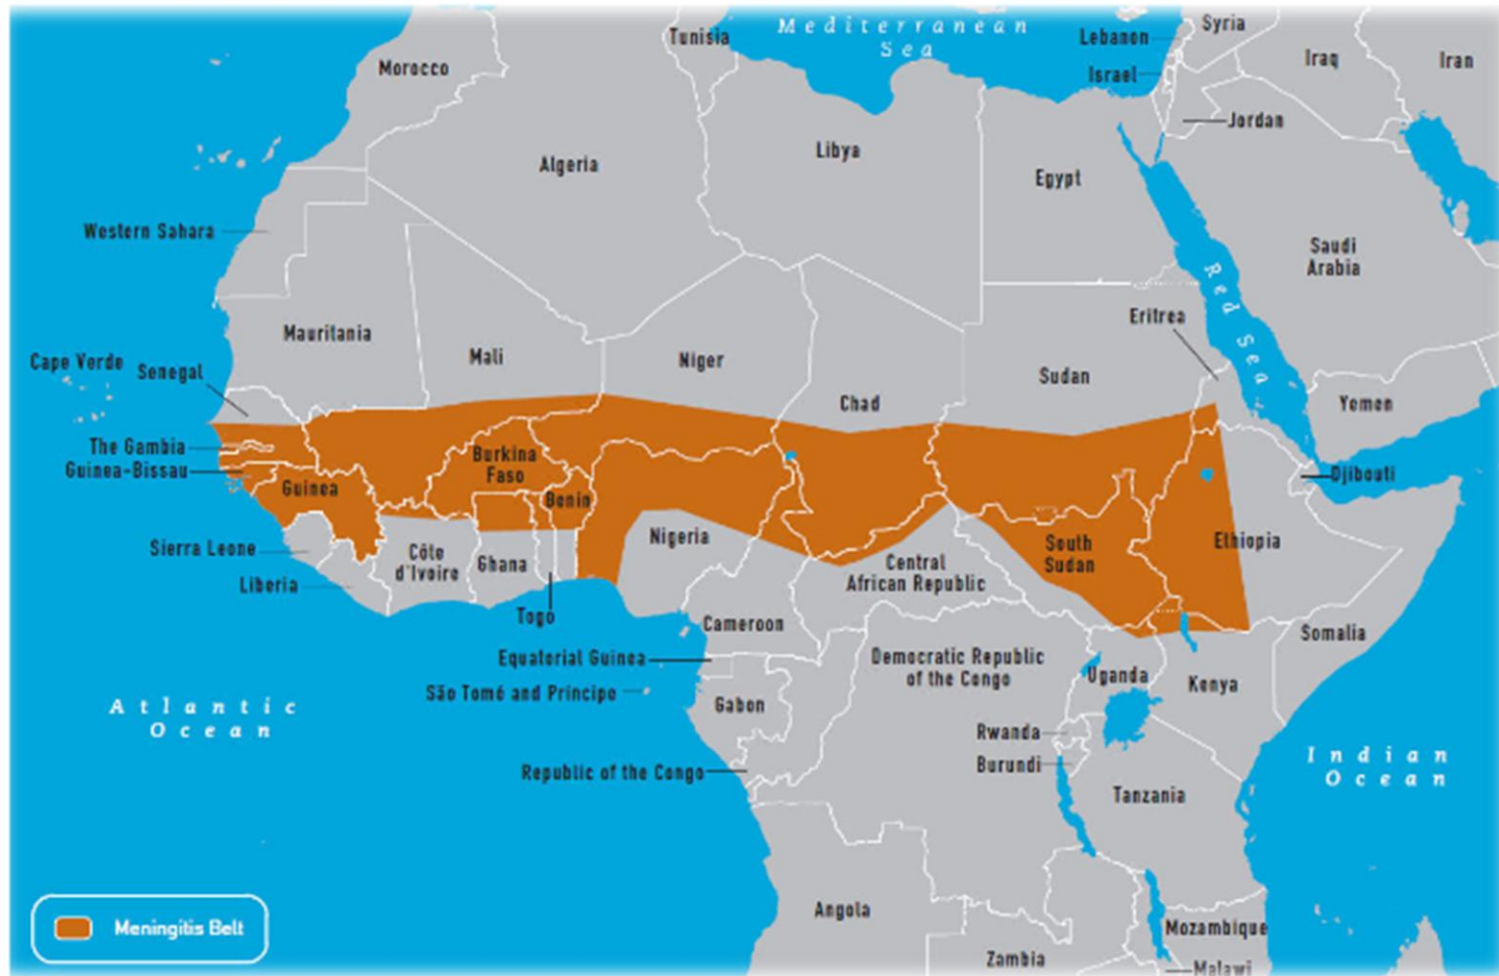 Mediterranean
Sea
Tunisia
Morocco
Lebanon
Syria
Israel
Iraq
Iran
Jordan
Algeria
Libya
Egypt
Western Sahara
Saudi
Arabia
Red Sea
Mauritania
Mali
Niger
Chad
Sudan
Eritrea
Cape Verde
Senegal
Yemen
The Gambia
Guinea-Bissau
Guinea
Burkina
Faso
Benin
Djibouti
Sierra Leone
Liberia
Côte
d'Ivoire
Ghana
Togo
Nigeria
Central
African Republic
South
Sudan
Ethiopia
Cameroon
Somalia
Equatorial Guinea
São Tomé and Príncipe
Gabon
Democratic Republic
of the Congo
Uganda
Kenya
Atlantic
Ocean
Rwanda
Burundi
Republic of the Congo
Indian
Ocean
Tanzania
Angola
Zambia
Mozambique
Malawi
Meningitis Belt